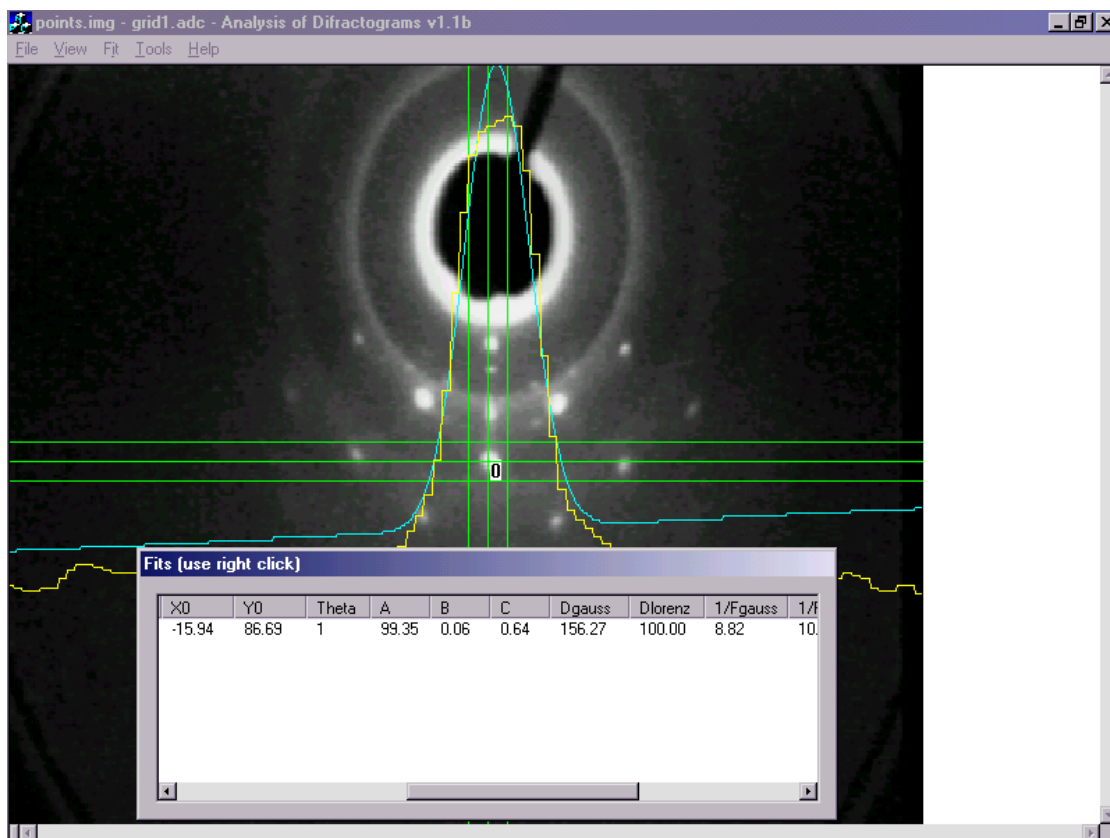 points.img - grid1.adc - Analysis of Difractograms v1.1b
File View Fit Tools Help
0
Fits (use right click)
X0 Y0 Theta A B C Dgauss Dlorenz 1/Fgauss 1/F
-15.94 86.69 1 99.35 0.06 0.64 156.27 100.00 8.82 10.